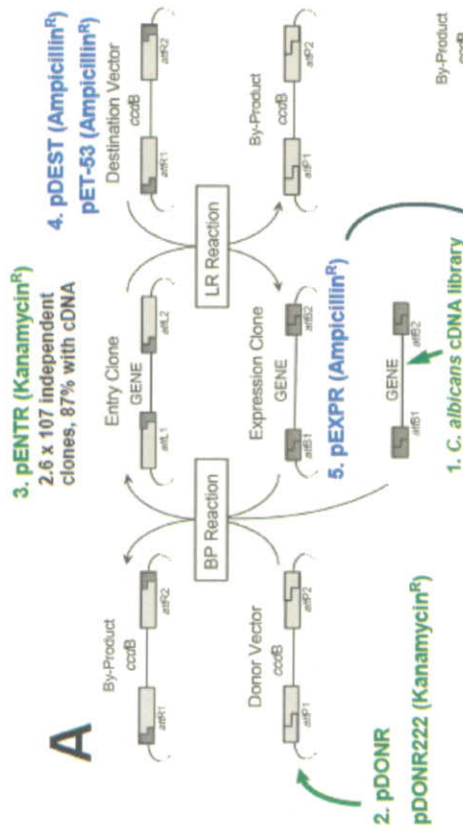 A
3. pENTR (Kanamycin^R)
2.6 x 107 independent
clones, 87% with cDNA
4. pDEST (Ampicillin^R)
pET-53 (Ampicillin^R)
By-Product
ccdB
attR1
attR2
Entry Clone
GENE
attL1
attL2
Destination Vector
ccdB
attR1
attR2
BP Reaction
LR Reaction
Donor Vector
ccdB
attP1
attP2
Expression Clone
GENE
attB1
attB2
By-Product
ccdB
attP1
attP2
2. pDONR
pDONR222 (Kanamycin^R)
5. pEXPR (Ampicillin^R)
GENE
attB1
attB2
1. C. albicans cDNA library
By-Product
ccdB